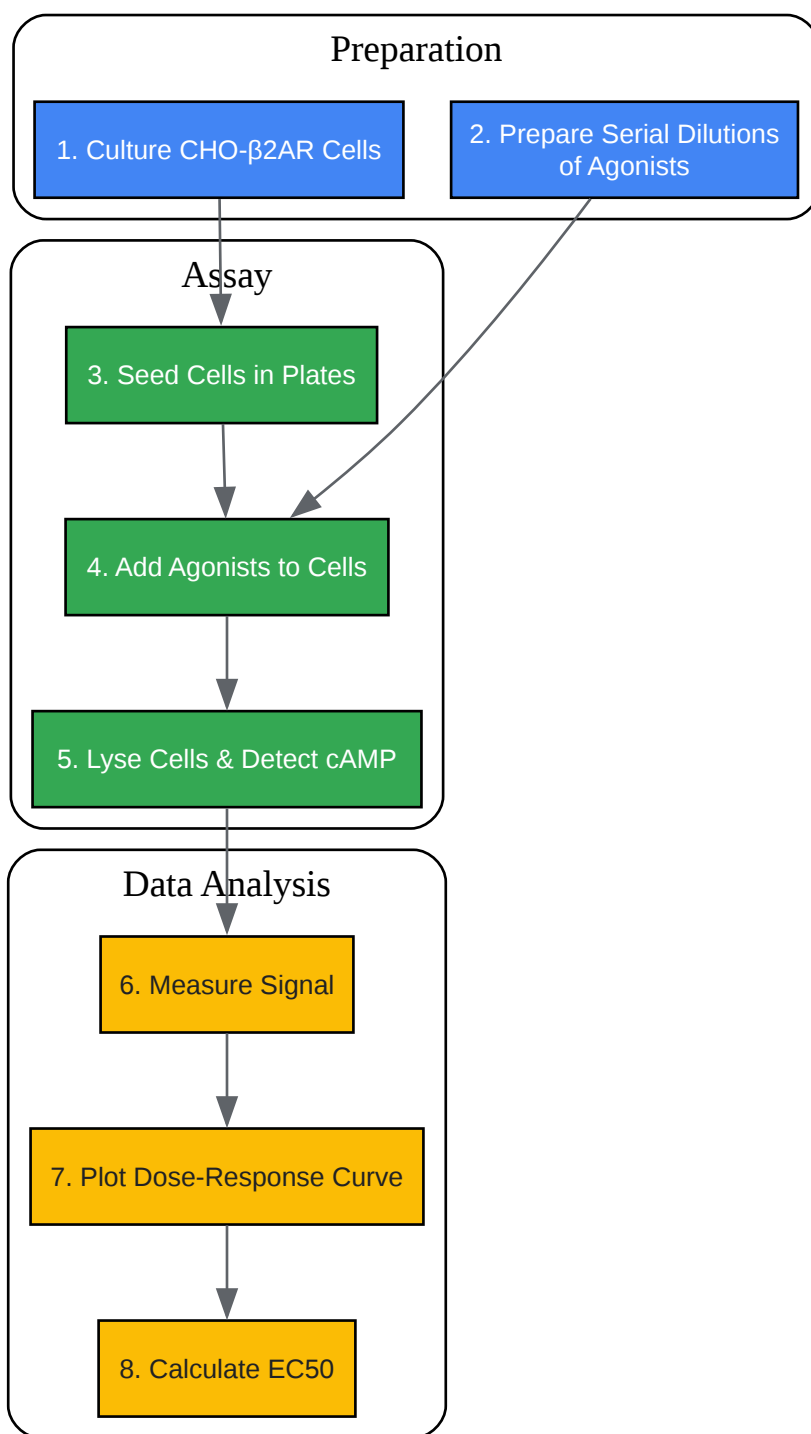 Preparation
1. Culture CHO-β2AR Cells
2. Prepare Serial Dilutions
of Agonists
Assay
3. Seed Cells in Plates
4. Add Agonists to Cells
5. Lyse Cells & Detect cAMP
Data Analysis
6. Measure Signal
7. Plot Dose-Response Curve
8. Calculate EC50